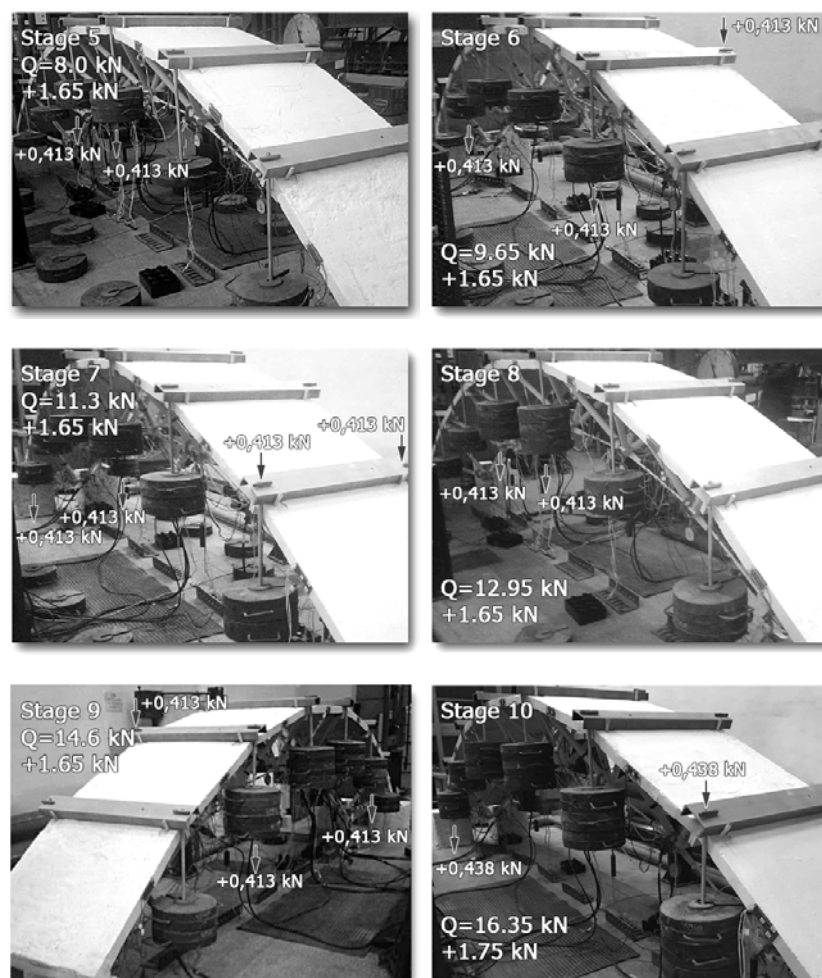 Stage 5
Q=8.0 kN
+1.65 kN
+0,413 kN
+0,413 kN
Stage 6
+0,413 kN
+0,413 kN
+0,413 kN
Q=9.65 kN
+1.65 kN
Stage 7
Q=11.3 kN
+1.65 kN
+0,413 kN
+0,413 kN
+0,413 kN
+0,413 kN
Stage 8
+0,413 kN
+0,413 kN
Q=12.95 kN
+1.65 kN
Stage 9
+0,413 kN
Q=14.6 kN
+1.65 kN
+0,413 kN
+0,413 kN
Stage 10
+0,438 kN
+0,438 kN
Q=16.35 kN
+1.75 kN